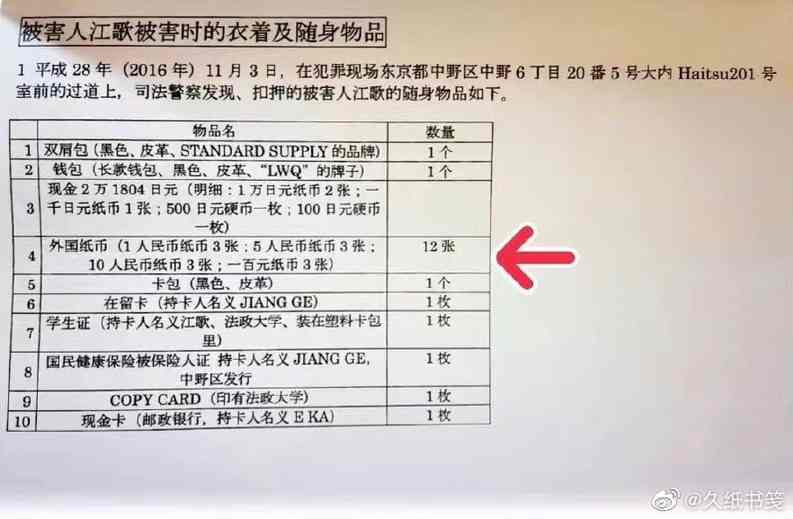 被害人江歌被害时的衣着及随身物品
1 平成 28 年（2016 年）11 月 3 日，在犯罪现场东京都中野区中野 6 丁目 20 番 5 号大内 Haitsu201 号
室前的过道上，司法警察发现、扣押的被害人江歌的随身物品如下。
物品名 数量
1 双肩包（黑色、皮革、STANDARD SUPPLY 的品牌） 1 个
2 钱包（长款钱包、黑色、皮革、“LWQ” 的牌子） 1 个
现金 2 万 1804 日元（明细：1 万日元纸币 2 张；一
3 千日元纸币 1 张；500 日元硬币一枚；100 日元硬币
一枚）
4 外国纸币（1 人民币纸币 3 张；5 人民币纸币 3 张； 12 张
10 人民币纸币 3 张；一百元纸币 3 张）
5 卡包（黑色、皮革） 1 个
6 在留卡（持卡人名义 JIANG GE） 1 枚
7 学生证（持卡人名义江歌、法政大学、装在塑料卡包 1 枚
里）
8 国民健康保险被保险人证 持卡人名义 JIANG GE， 1 枚
中野区发行
9 COPY CARD（印有法政大学） 1 枚
10 现金卡（邮政银行，持卡人名义 E KA） 1 枚
@久纸书笺